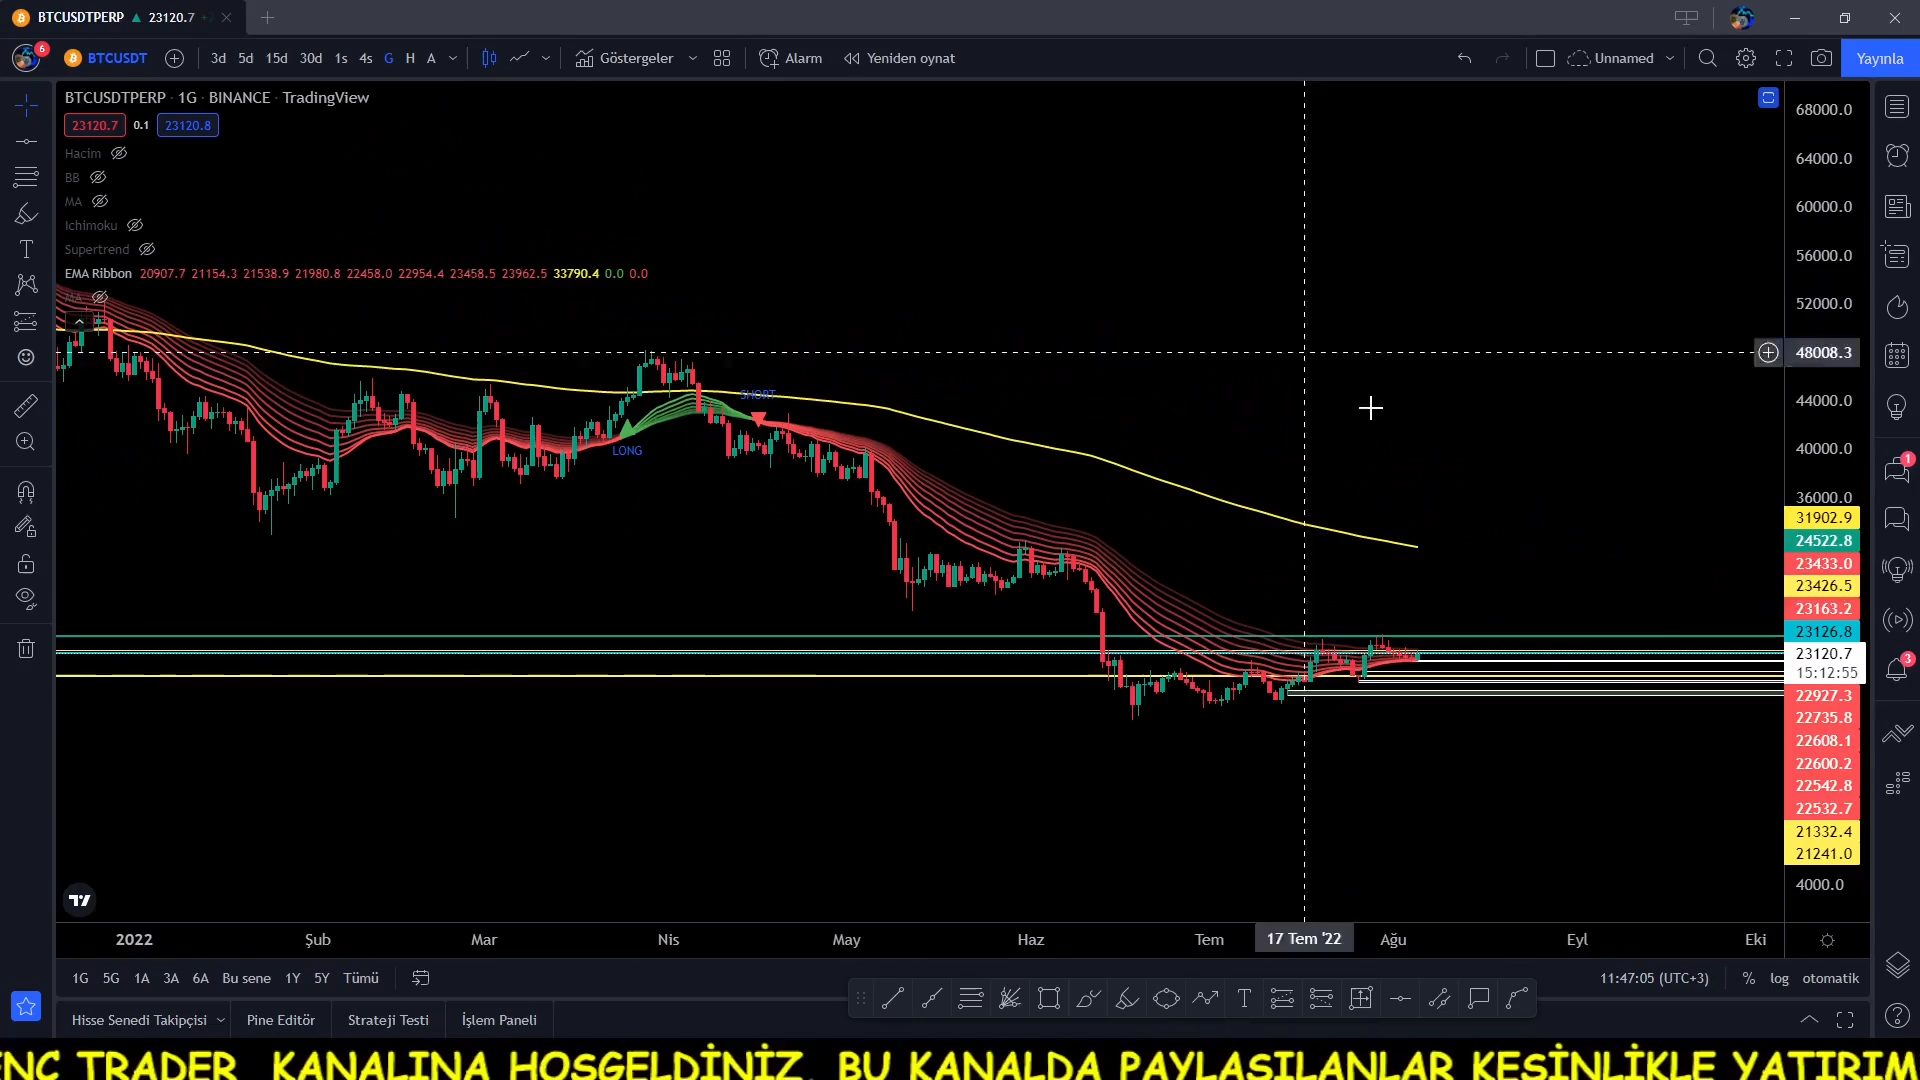 BTCUSDTPERP ▲ 23120.7
6 BTCUSDT 3d 5d 15d 30d 1s 4s G H A Göstergeler Alarm Yeniden oynat Unnamed Yayınla
BTCUSDTPERP · 1G · BINANCE · TradingView
23120.7 0.1 23120.8
Hacim
BB
MA
Ichimoku
Supertrend
EMA Ribbon 20907.7 21154.3 21538.9 21980.8 22458.0 22954.4 23458.5 23962.5 33790.4 0.0 0.0
MA
SHORT
LONG
68000.0
64000.0
60000.0
56000.0
52000.0
48008.3
44000.0
40000.0
36000.0
31902.9
24522.8
23433.0
23426.5
23163.2
23126.8
23120.7
15:12:55
22927.3
22735.8
22608.1
22600.2
22542.8
22532.7
21332.4
21241.0
4000.0
1
3
2022 Şub Mar Nis May Haz Tem 17 Tem '22 Ağu Eyl Eki
1G 5G 1A 3A 6A Bu sene 1Y 5Y Tümü 11:47:05 (UTC+3) % log otomatik
Hisse Senedi Takipçisi Pine Editör Strateji Testi İşlem Paneli
ENÇ TRADER KANALINA HOŞGELDİNİZ. BU KANALDA PAYLAŞILANLAR KESİNLİKLE YATIRIM